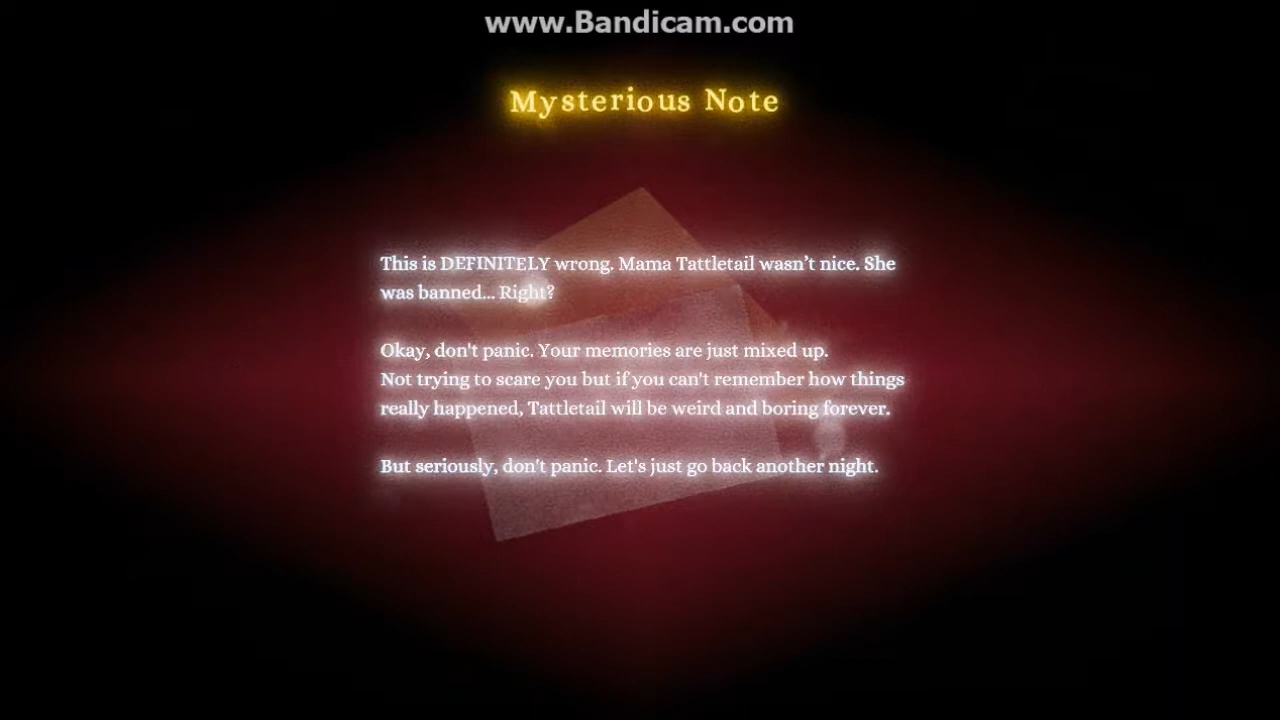 www.Bandicam.com
Mysterious Note
This is DEFINITELY wrong. Mama Tattletail wasn't nice. She
was banned... Right?
Okay, don't panic. Your memories are just mixed up.
Not trying to scare you but if you can't remember how things
really happened, Tattletail will be weird and boring forever.
But seriously, don't panic. Let's just go back another night.